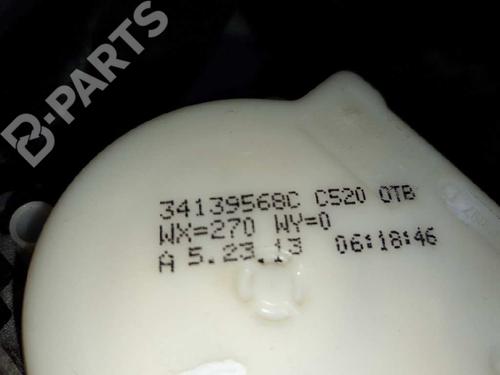 B-PARTS
34139568C C520 OTB
WX=270 WY=0
A 5.23.13 06:18:46